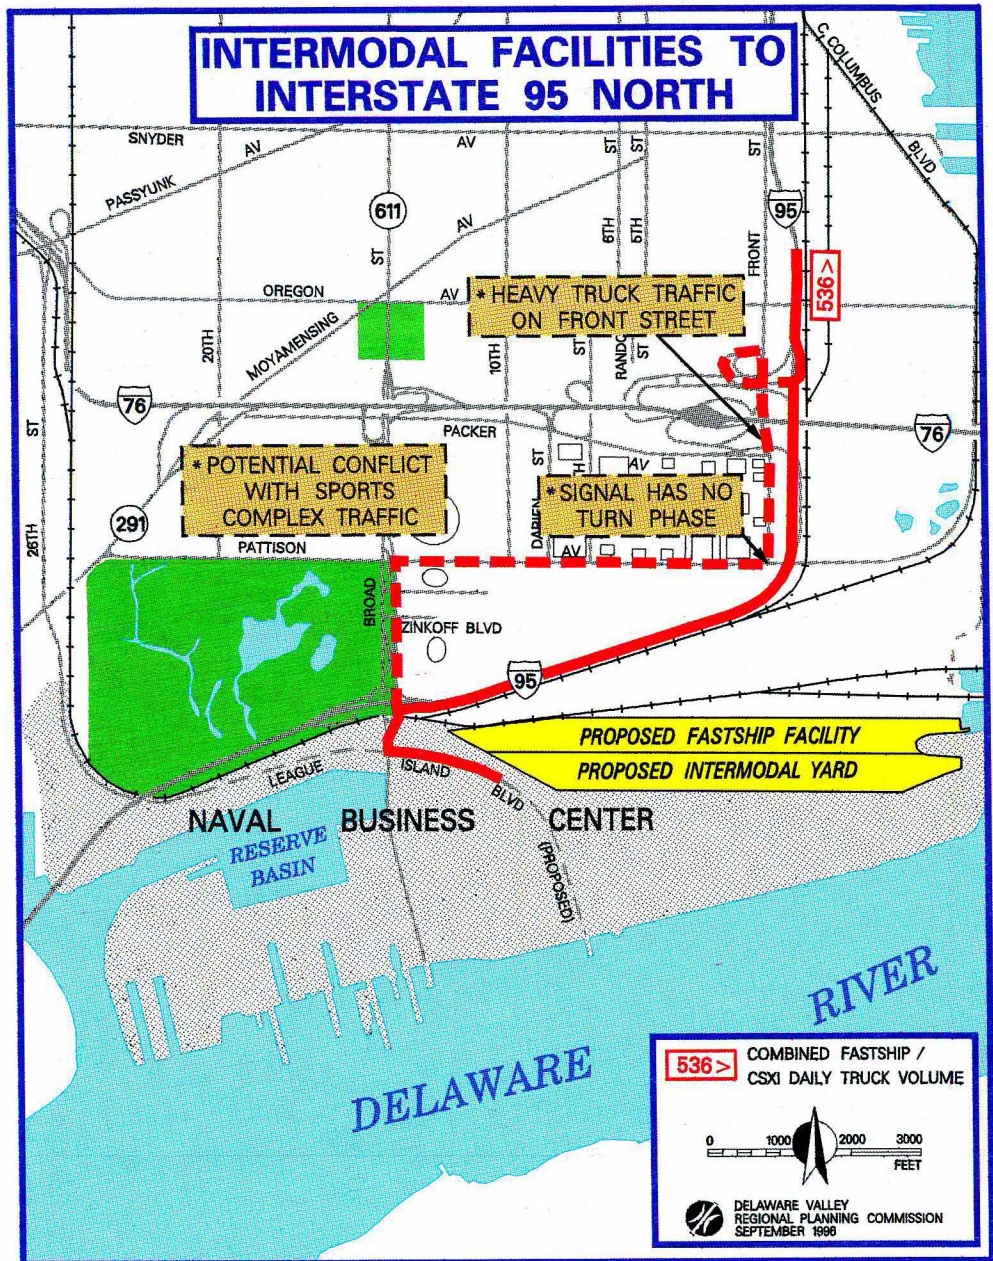 INTERMODAL FACILITIES TO
INTERSTATE 95 NORTH
C. COLUMBUS
BLVD
SNYDER
AV
AV
ST
ST
ST
PASSYUNK
611
AV
95
6TH
5TH
FRONT
ST
536>
OREGON
AV
* HEAVY TRUCK TRAFFIC
ON FRONT STREET
20TH
MOYAMENSING
10TH
ST
ST
76
ST
PACKER
76
* POTENTIAL CONFLICT
WITH SPORTS
COMPLEX TRAFFIC
ST
AV
* SIGNAL HAS NO
TURN PHASE
291
26TH
PATTISON
AV
BROAD
ZINKOFF BLVD
95
PROPOSED FASTSHIP FACILITY
PROPOSED INTERMODAL YARD
LEAGUE
ISLAND
BLVD
(PROPOSED)
NAVAL BUSINESS CENTER
RESERVE
BASIN
DELAWARE
RIVER
536>
COMBINED FASTSHIP /
CSXI DAILY TRUCK VOLUME
0 1000 2000 3000
FEET
DELAWARE VALLEY
REGIONAL PLANNING COMMISSION
SEPTEMBER 1996